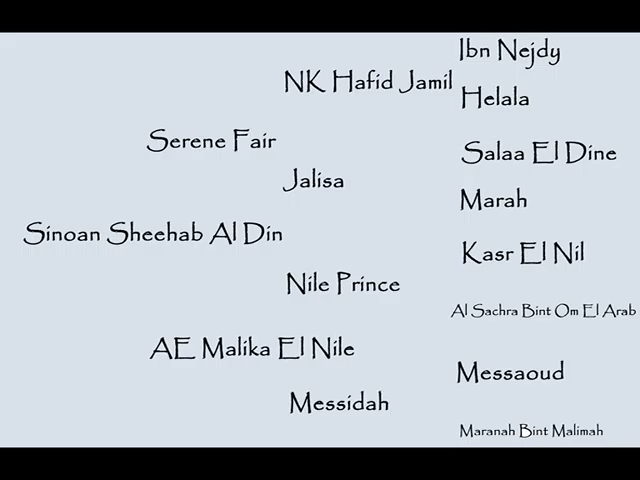 Ibn Nejdy
NK Hafid Jamil
Helala
Serene Fair
Salaa El Dine
Jalisa
Marah
Sinoan Sheehab Al Din
Kasr El Nil
Nile Prince
Al Sachra Bint Om El Arab
AE Malika El Nile
Messaoud
Messidah
Maranah Bint Malimah